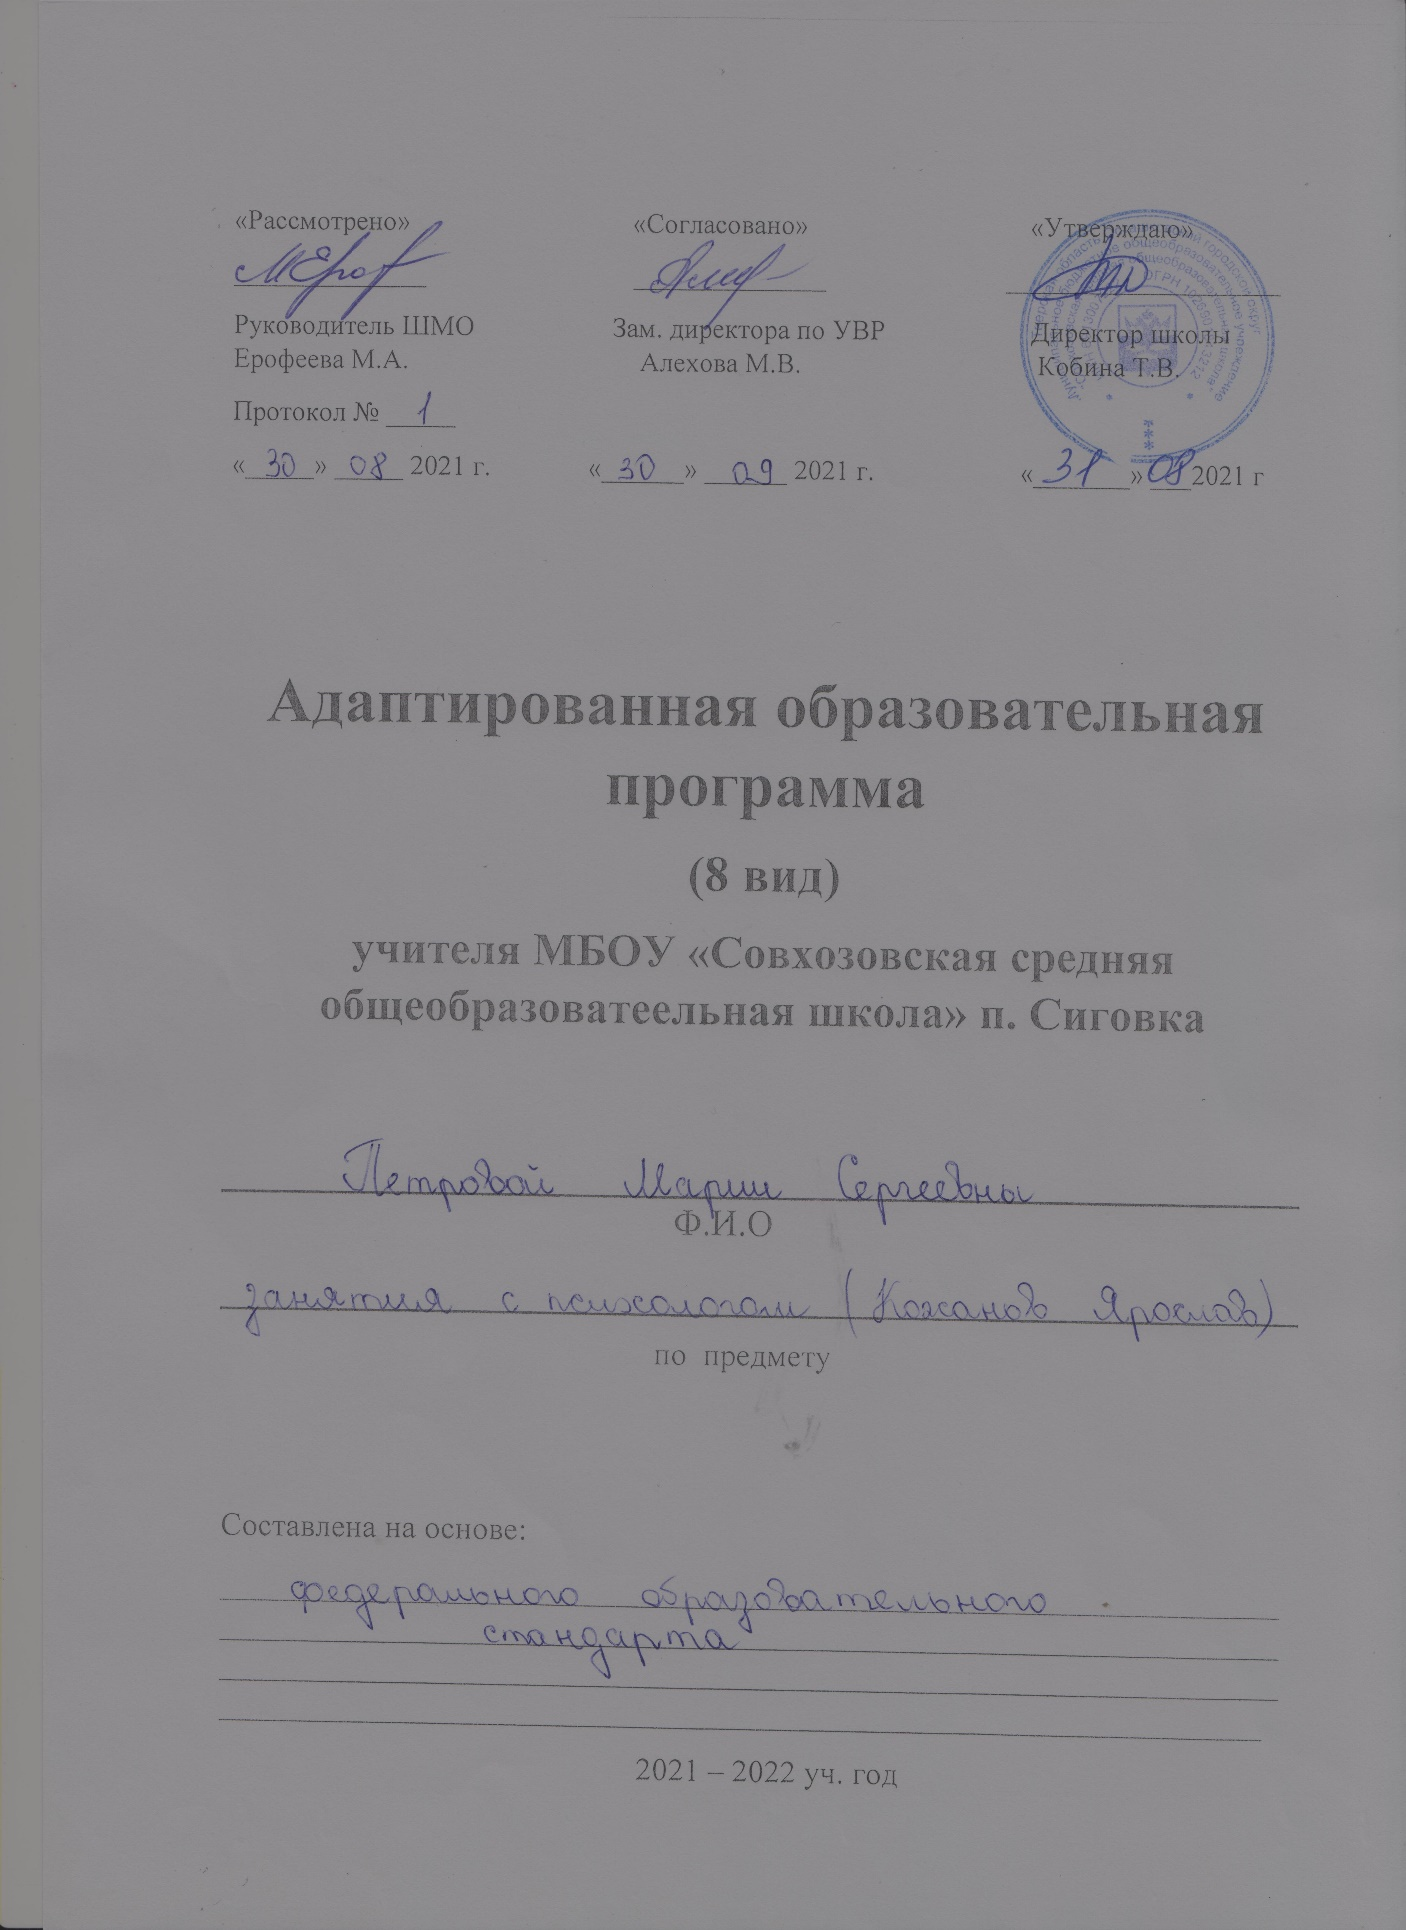 «Рассмотрено»
Руководитель ШМО
Ерофеева М.А.
Протокол № 1
«30» 08 2021 г.
«Согласовано»
Зам. директора по УВР
Алехова М.В.
«30» 09 2021 г.
«Утверждаю»
Директор школы
Кобина Т.В.
«31» 08 2021 г
Адаптированная образовательная
программа
(8 вид)
учителя МБОУ «Совхозовская средняя
общеобразоватеельная школа» п. Сиговка
Петровой Марии Сергеевны
Ф.И.О
занятия с психологом (Кожанов Ярослав)
по предмету
Составлена на основе:
федерального образовательного
стандарта
2021 – 2022 уч. год